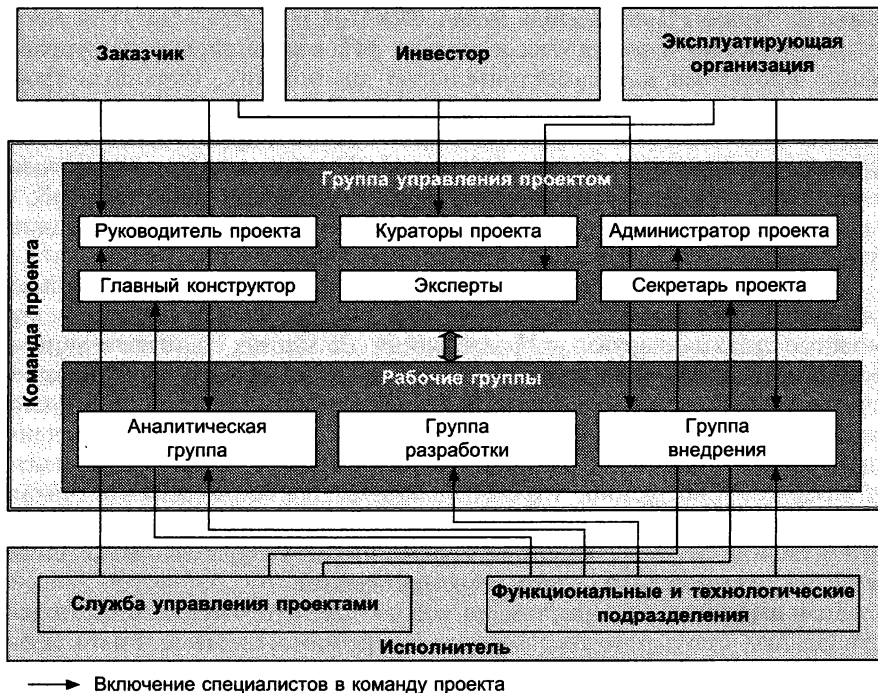 Заказчик
Инвестор
Эксплуатирующая
организация
Команда проекта
Группа управления проектом
Руководитель проекта
Кураторы проекта
Администратор проекта
Главный конструктор
Эксперты
Секретарь проекта
Рабочие группы
Аналитическая
группа
Группа
разработки
Группа
внедрения
Служба управления проектами
Функциональные и технологические
подразделения
Исполнитель
Включение специалистов в команду проекта